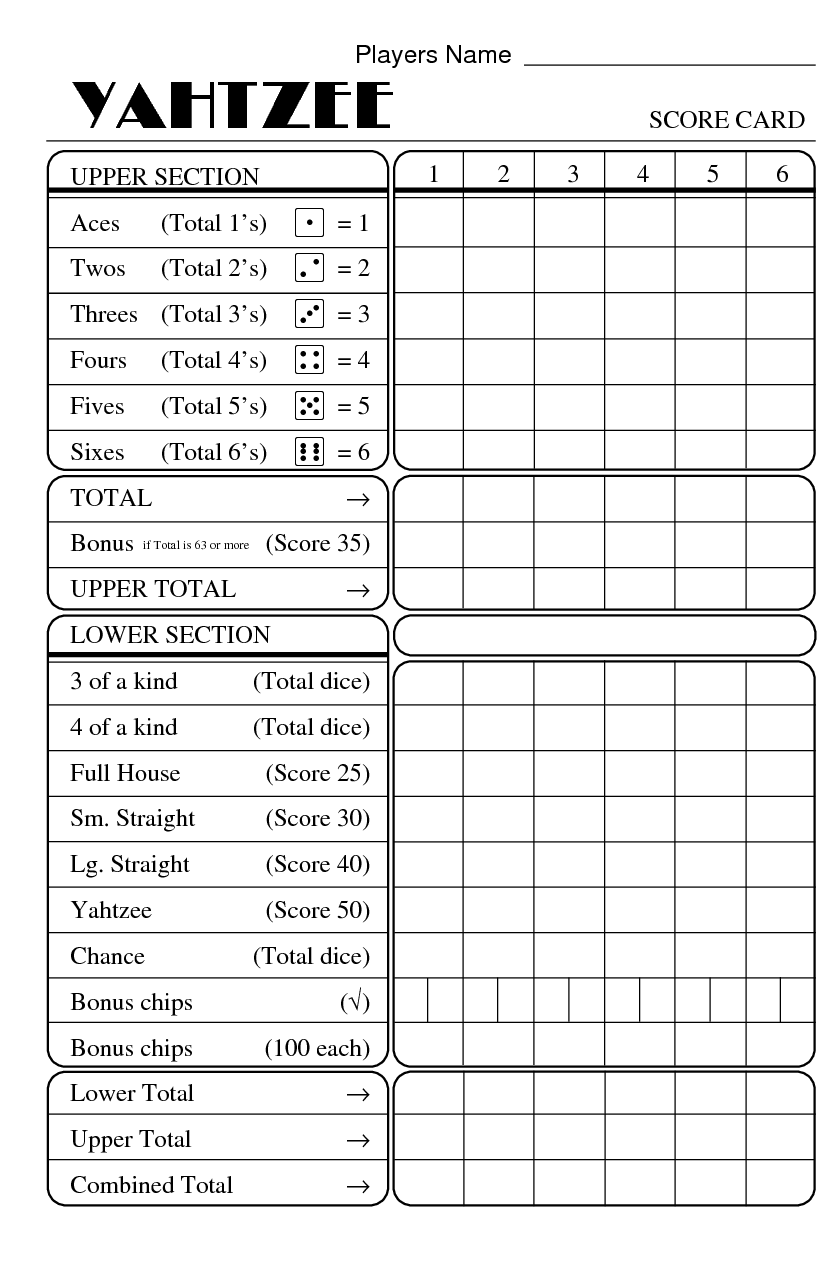 Players Name
YAHTZEE
SCORE CARD
UPPER SECTION 1 2 3 4 5 6
Aces (Total 1’s) = 1
Twos (Total 2’s) = 2
Threes (Total 3’s) = 3
Fours (Total 4’s) = 4
Fives (Total 5’s) = 5
Sixes (Total 6’s) = 6
TOTAL →
Bonus if Total is 63 or more (Score 35)
UPPER TOTAL →
LOWER SECTION
3 of a kind (Total dice)
4 of a kind (Total dice)
Full House (Score 25)
Sm. Straight (Score 30)
Lg. Straight (Score 40)
Yahtzee (Score 50)
Chance (Total dice)
Bonus chips (√)
Bonus chips (100 each)
Lower Total →
Upper Total →
Combined Total →